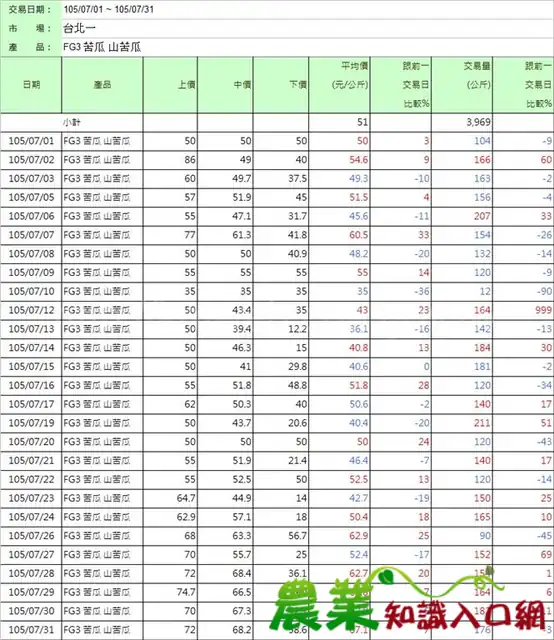 交易日期： 105/07/01 ~ 105/07/31
市 場： 台北一
產 品： FG3 苦瓜 山苦瓜
日期 產品 上價 中價 下價 平均價 (元/公斤) 跟前一交易日比較% 交易量 (公斤) 跟前一交易日比較%
小計 51 3,969
105/07/01 FG3 苦瓜 山苦瓜 50 50 50 50 3 104 -9
105/07/02 FG3 苦瓜 山苦瓜 86 49 40 54.6 9 166 60
105/07/03 FG3 苦瓜 山苦瓜 60 49.7 37.5 49.3 -10 163 -2
105/07/05 FG3 苦瓜 山苦瓜 57 51.9 45 51.5 4 156 -4
105/07/06 FG3 苦瓜 山苦瓜 55 47.1 31.7 45.6 -11 207 33
105/07/07 FG3 苦瓜 山苦瓜 77 61.3 41.8 60.5 33 154 -26
105/07/08 FG3 苦瓜 山苦瓜 50 50 40.9 48.2 -20 132 -14
105/07/09 FG3 苦瓜 山苦瓜 55 55 55 55 14 120 -9
105/07/10 FG3 苦瓜 山苦瓜 35 35 35 35 -36 12 -90
105/07/12 FG3 苦瓜 山苦瓜 50 43.4 35 43 23 164 999
105/07/13 FG3 苦瓜 山苦瓜 50 39.4 12.2 36.1 -16 142 -13
105/07/14 FG3 苦瓜 山苦瓜 50 46.3 15 40.8 13 184 30
105/07/15 FG3 苦瓜 山苦瓜 50 41 29.8 40.6 0 181 -2
105/07/16 FG3 苦瓜 山苦瓜 55 51.8 48.8 51.8 28 120 -34
105/07/17 FG3 苦瓜 山苦瓜 62 50.3 40 50.6 -2 140 17
105/07/19 FG3 苦瓜 山苦瓜 50 43.7 20.6 40.4 -20 211 51
105/07/20 FG3 苦瓜 山苦瓜 50 50 50 50 24 120 -43
105/07/21 FG3 苦瓜 山苦瓜 55 51.9 21.4 46.4 -7 140 17
105/07/22 FG3 苦瓜 山苦瓜 55 52.5 50 52.5 13 120 -14
105/07/23 FG3 苦瓜 山苦瓜 64.7 44.9 14 42.7 -19 150 25
105/07/24 FG3 苦瓜 山苦瓜 62.9 57.1 18 50.4 18 165 10
105/07/26 FG3 苦瓜 山苦瓜 68 63.3 56.7 62.9 25 90 -45
105/07/27 FG3 苦瓜 山苦瓜 70 55.7 25 52.4 -17 152 69
105/07/28 FG3 苦瓜 山苦瓜 72 68.4 36.1 62.7 20 1
105/07/29 FG3 苦瓜 山苦瓜 74.7 66.5 7 164 6
105/07/30 FG3 苦瓜 山苦瓜 70 67.3
105/07/31 FG3 苦瓜 山苦瓜 72 68.2 176
農業知識入口網